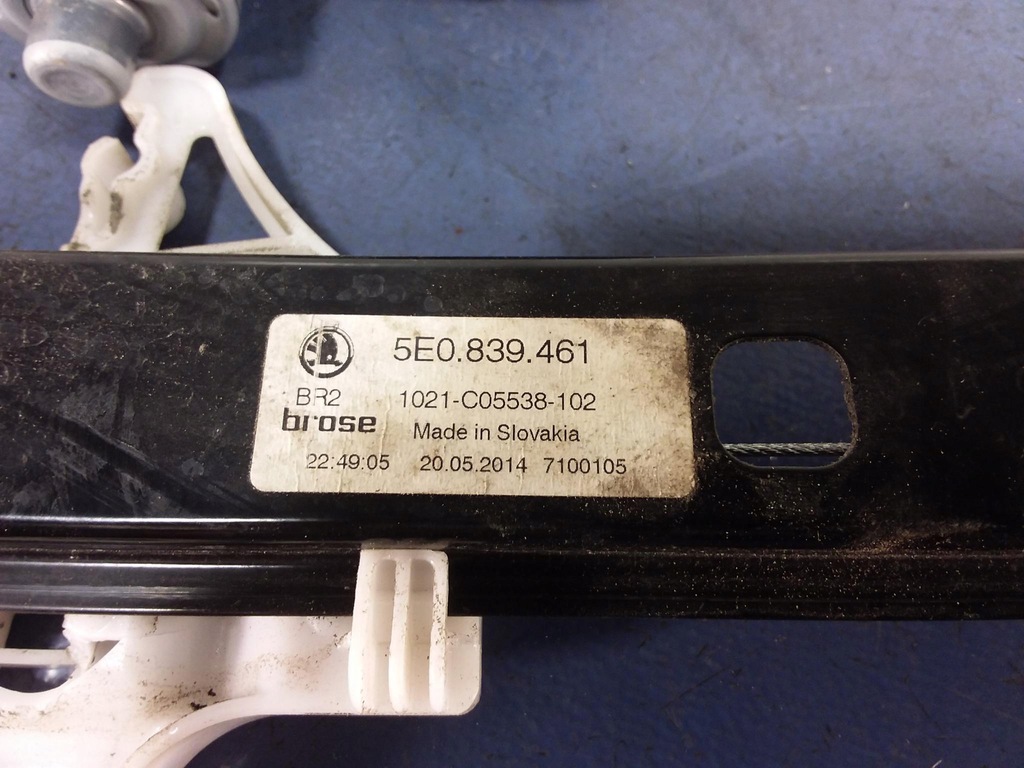 5E0.839.461
BR2 1021-C05538-102
brose Made in Slovakia
22:49:05 20.05.2014 7100105